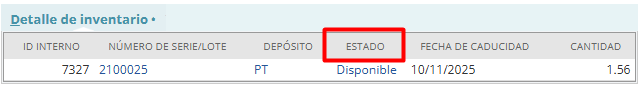 Detalle de inventario •
ID INTERNO NÚMERO DE SERIE/LOTE DEPÓSITO ESTADO FECHA DE CADUCIDAD CANTIDAD
7327 2100025 PT Disponible 10/11/2025 1.56